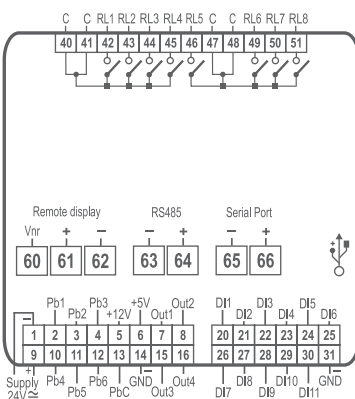 C C RL1 RL2 RL3 RL4 RL5 C C RL6 RL7 RL8
40 41 42 43 44 45 46 47 48 49 50 51
Remote display RS485 Serial Port
Vnr + − − + − +
60 61 62 63 64 65 66
Pb1 Pb3 +5V Out2 DI1 DI3 DI5
Pb2 +12V Out1 DI2 DI4
1 2 3 4 5 6 7 8 20 21 22 23 24 25
9 10 11 12 13 14 15 16 26 27 28 29 30 31
− +
Supply Pb4 Pb6 GND − Out4 DI6 DI8 DI10 GND −
24V ≂ Pb5 PbC Out3 DI7 DI9 DI11